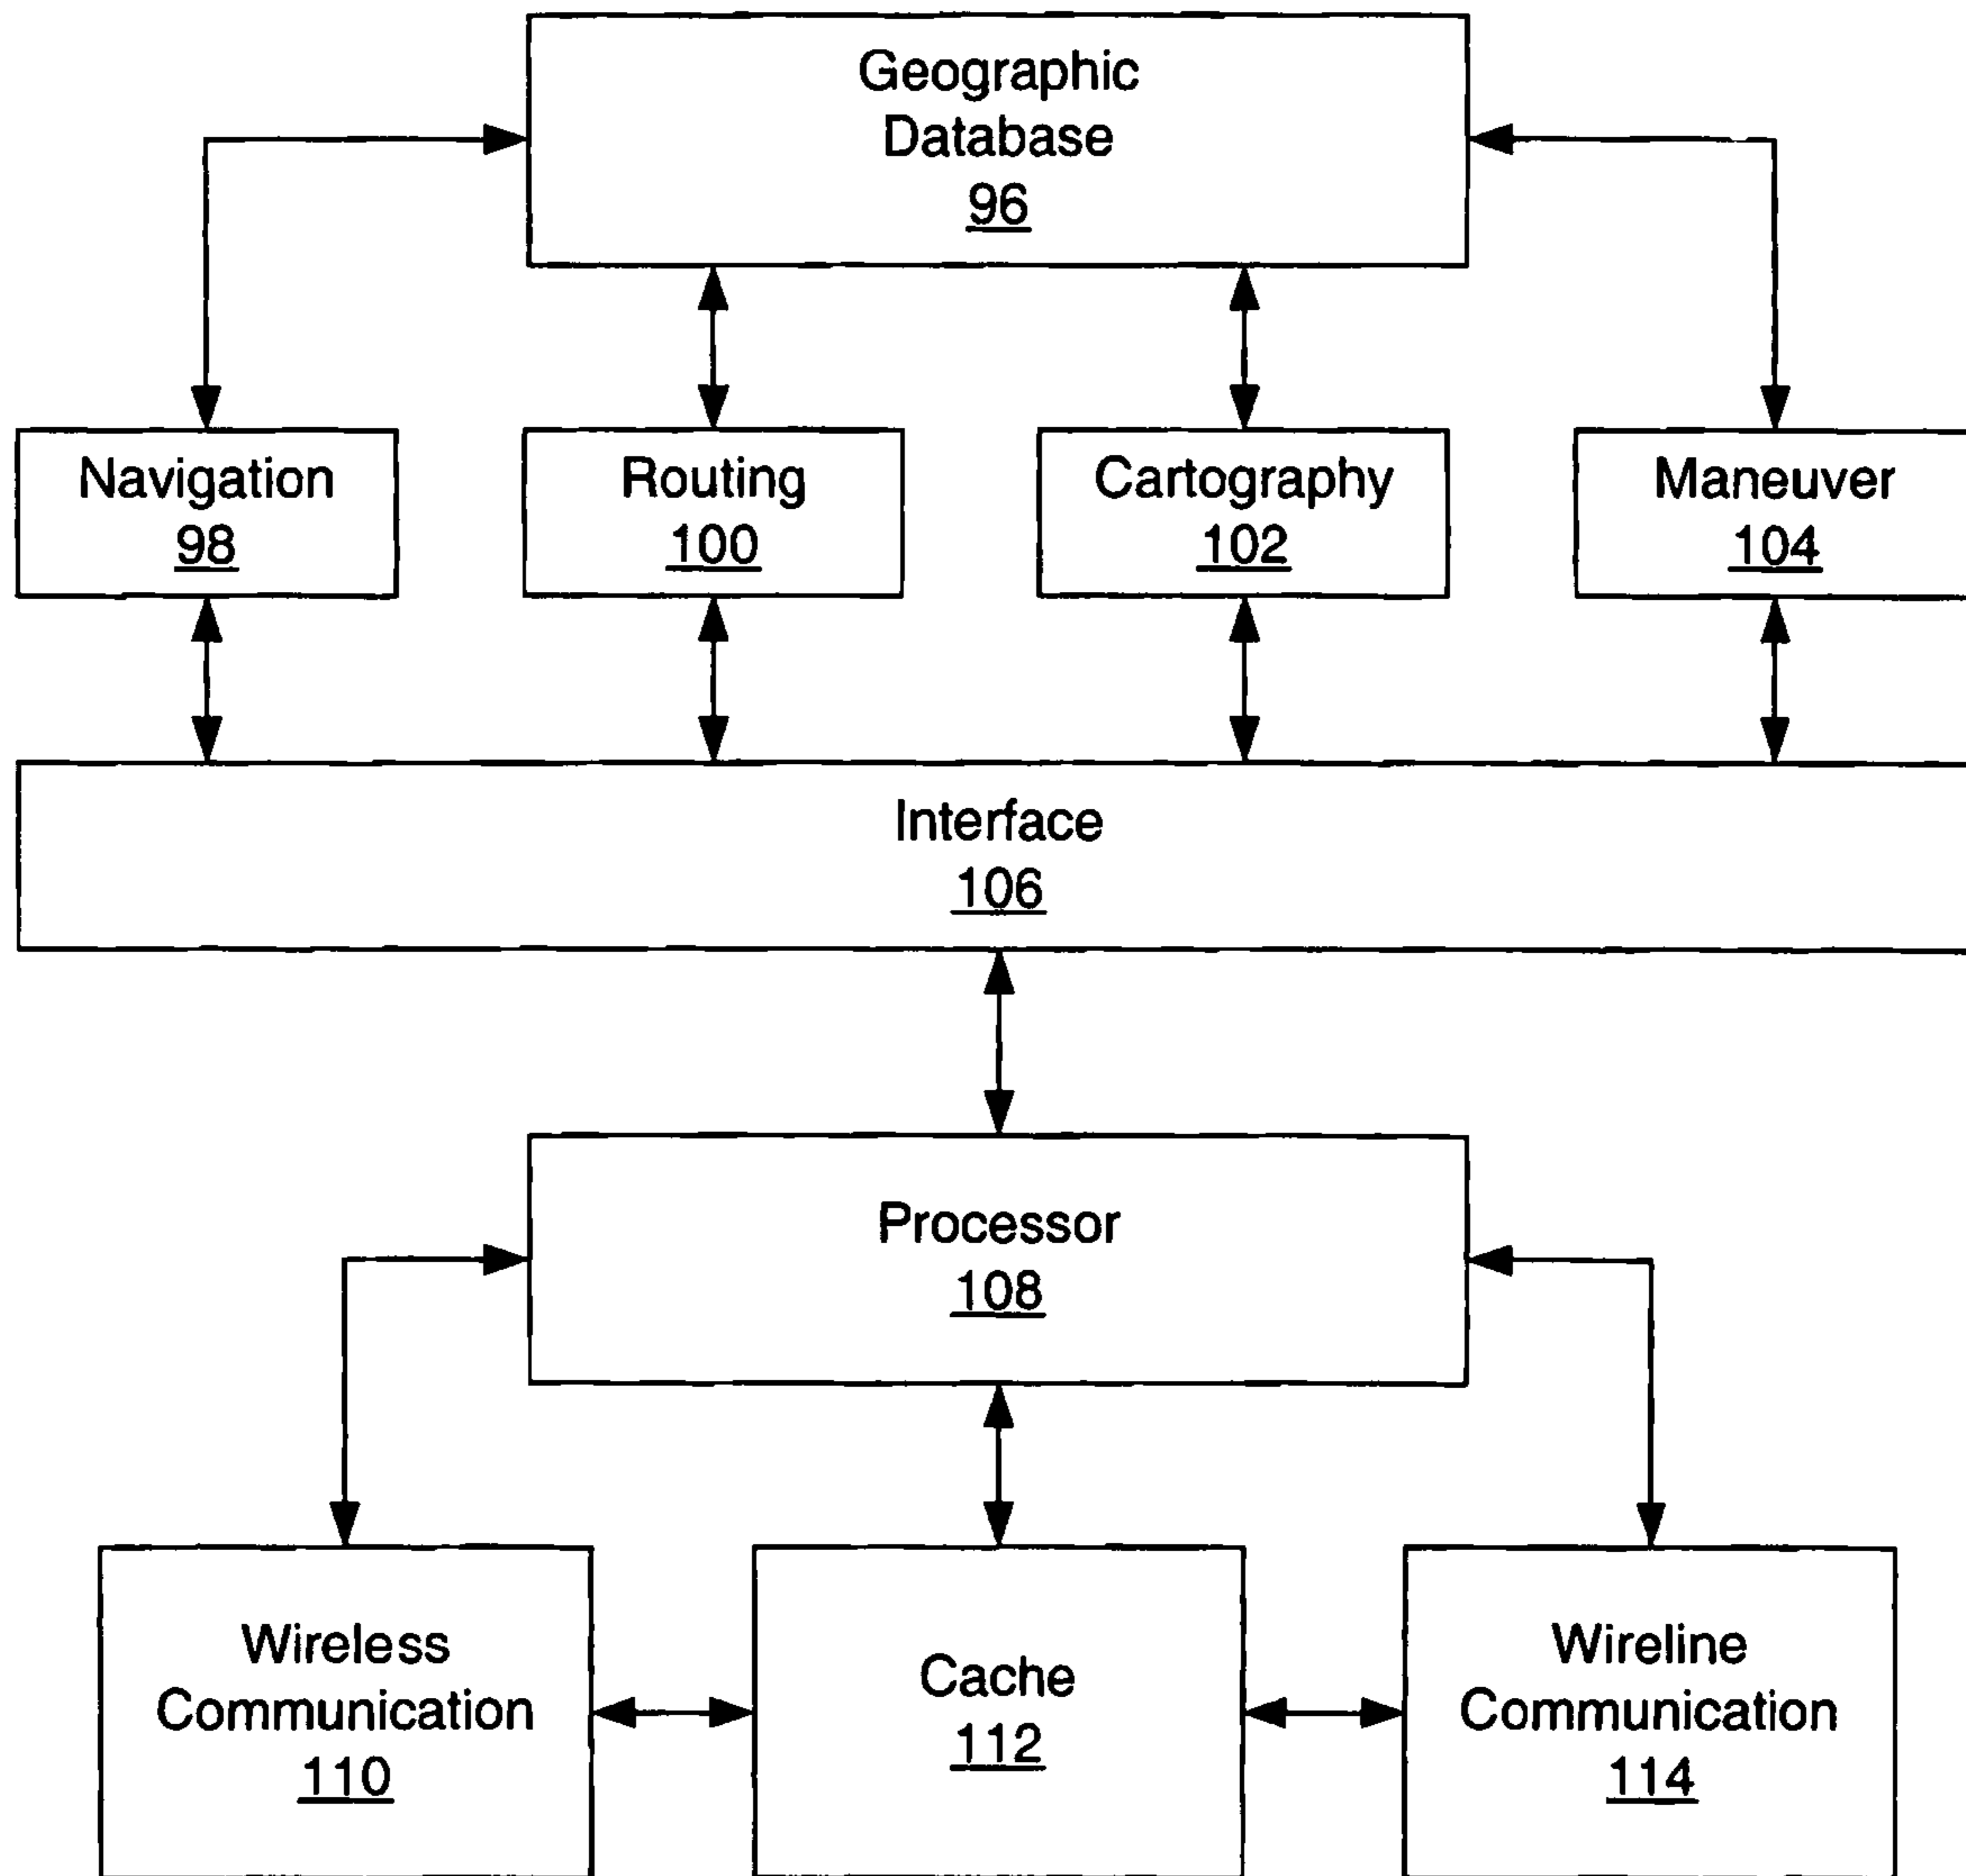 Geographic
Database
96
Navigation
98
Routing
100
Cartography
102
Maneuver
104
Interface
106
Processor
108
Wireless
Communication
110
Cache
112
Wireline
Communication
114